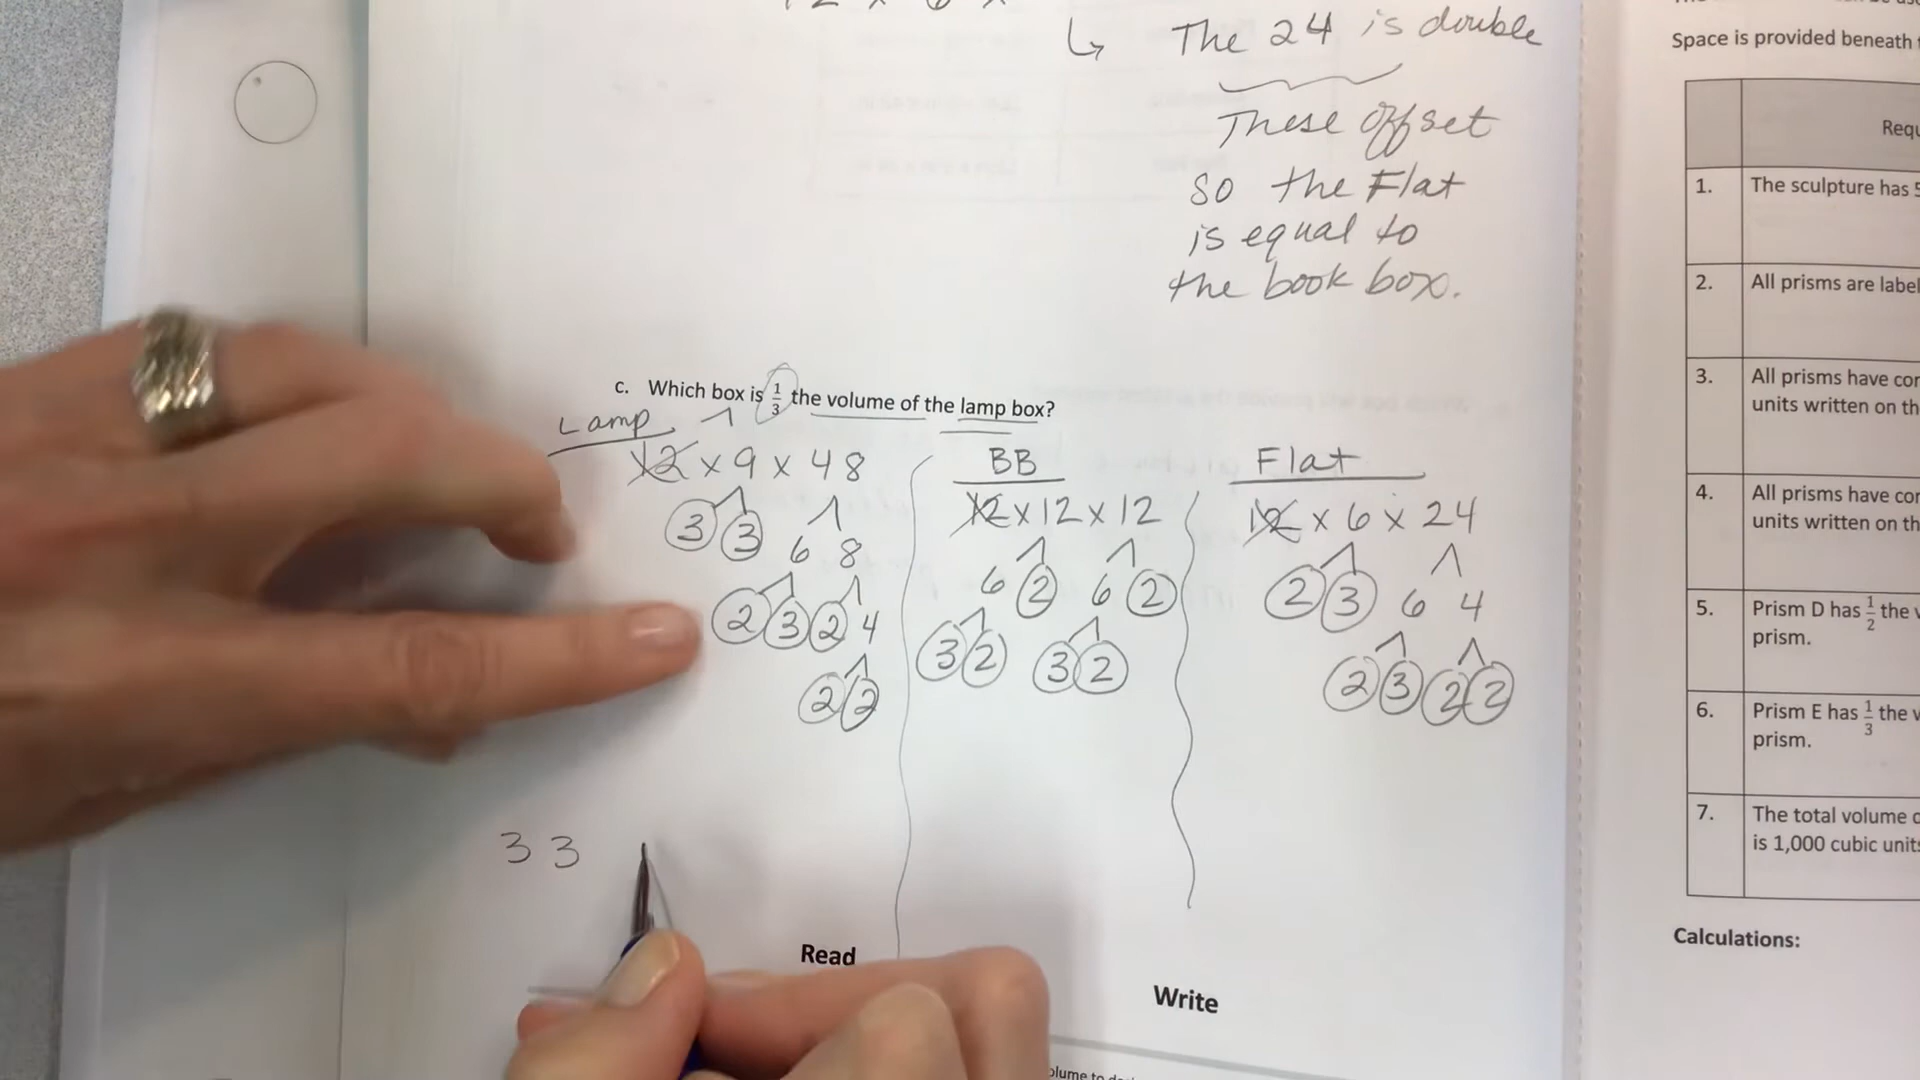 The 24 is double
These offset
so the Flat
is equal to
the book box.
c. Which box is 1/3 the volume of the lamp box?
Lamp
12 x 9 x 48
3 3 6 8
2 3 2 4
2 2
BB
12 x 12 x 12
6 2 6 2
3 2 3 2
Flat
12 x 6 x 24
2 3 6 4
2 3 2 2
3 3
Read
Write
Space is provided beneath
1. The sculpture has 5
2. All prisms are label
3. All prisms have cor
units written on th
4. All prisms have cor
units written on th
5. Prism D has 1/2 the v
prism.
6. Prism E has 1/3 the v
prism.
7. The total volume o
is 1,000 cubic units
Calculations: